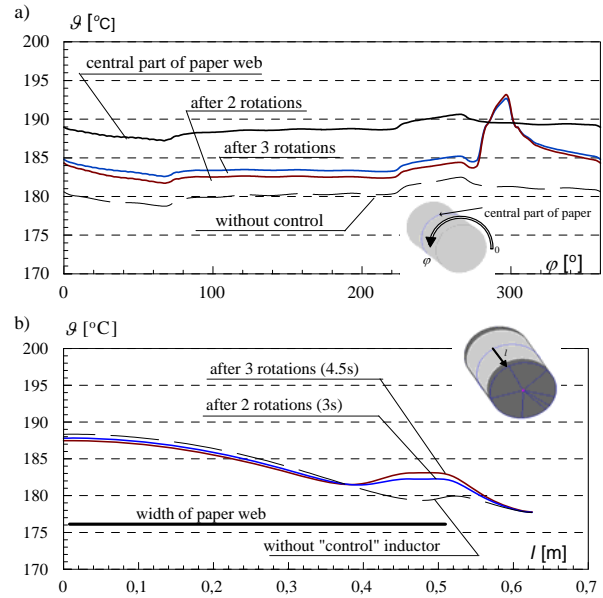 a)
ϑ [°C]
200
195
190
185
180
175
170
central part of paper web
after 2 rotations
after 3 rotations
without control
central part of paper
φ
0
0
100
200
300
φ [°]
b)
ϑ [°C]
200
195
190
185
180
175
170
after 3 rotations (4.5s)
after 2 rotations (3s)
l
width of paper web
without "control" inductor
l [m]
0
0,1
0,2
0,3
0,4
0,5
0,6
0,7